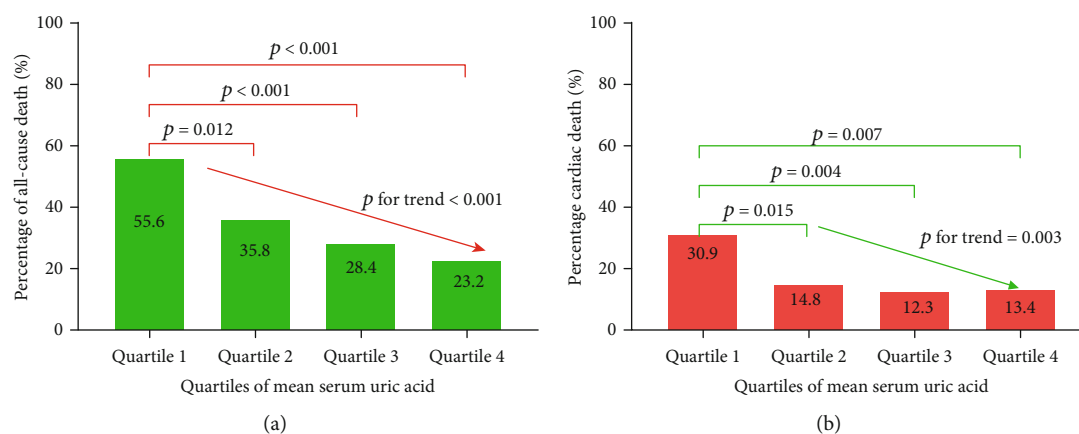 Percentage of all-cause death (%)
100
80
60
40
20
0
p < 0.001
p < 0.001
p = 0.012
p for trend < 0.001
55.6
35.8
28.4
23.2
Quartile 1
Quartile 2
Quartile 3
Quartile 4
Quartiles of mean serum uric acid
(a)
Percentage cardiac death (%)
100
80
60
40
20
0
p = 0.007
p = 0.004
p = 0.015
p for trend = 0.003
30.9
14.8
12.3
13.4
Quartile 1
Quartile 2
Quartile 3
Quartile 4
Quartiles of mean serum uric acid
(b)